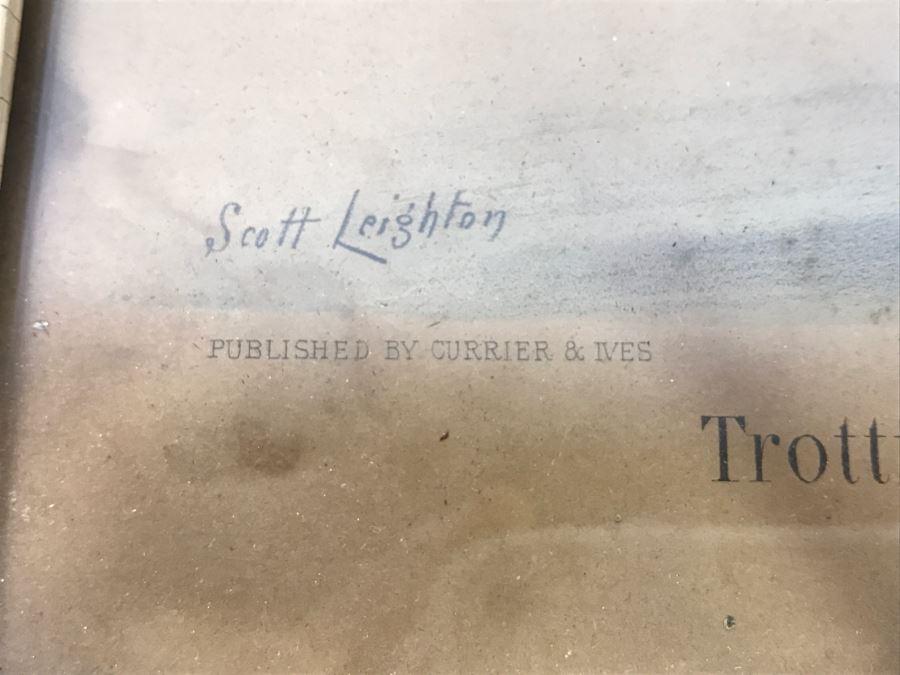 Scott Leighton
PUBLISHED BY CURRIER & IVES
Trott